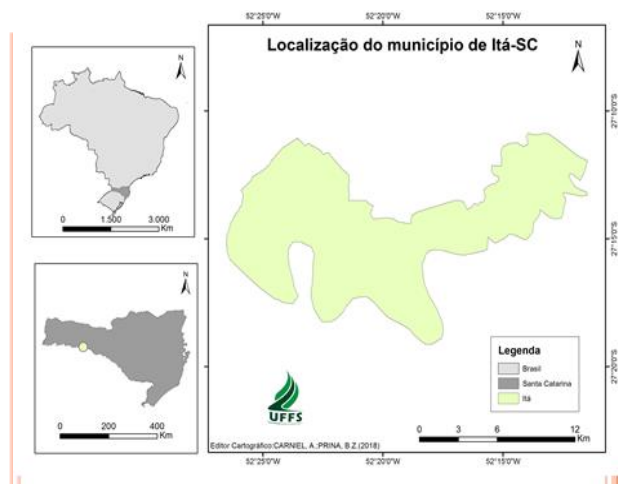 52°25'0"W 52°20'0"W 52°15'0"W
Localização do município de Itá-SC
N
27°10'0"S
27°15'0"S
27°20'0"S
N
0 1.500 3.000
Km
N
0 200 400
Km
Legenda
Brasil
Santa Catarina
Itá
UFFS
Editor Cartográfico:CARNIEL, A.;PRINA, B.Z.(2018)
0 3 6 12
Km
52°25'0"W 52°20'0"W 52°15'0"W